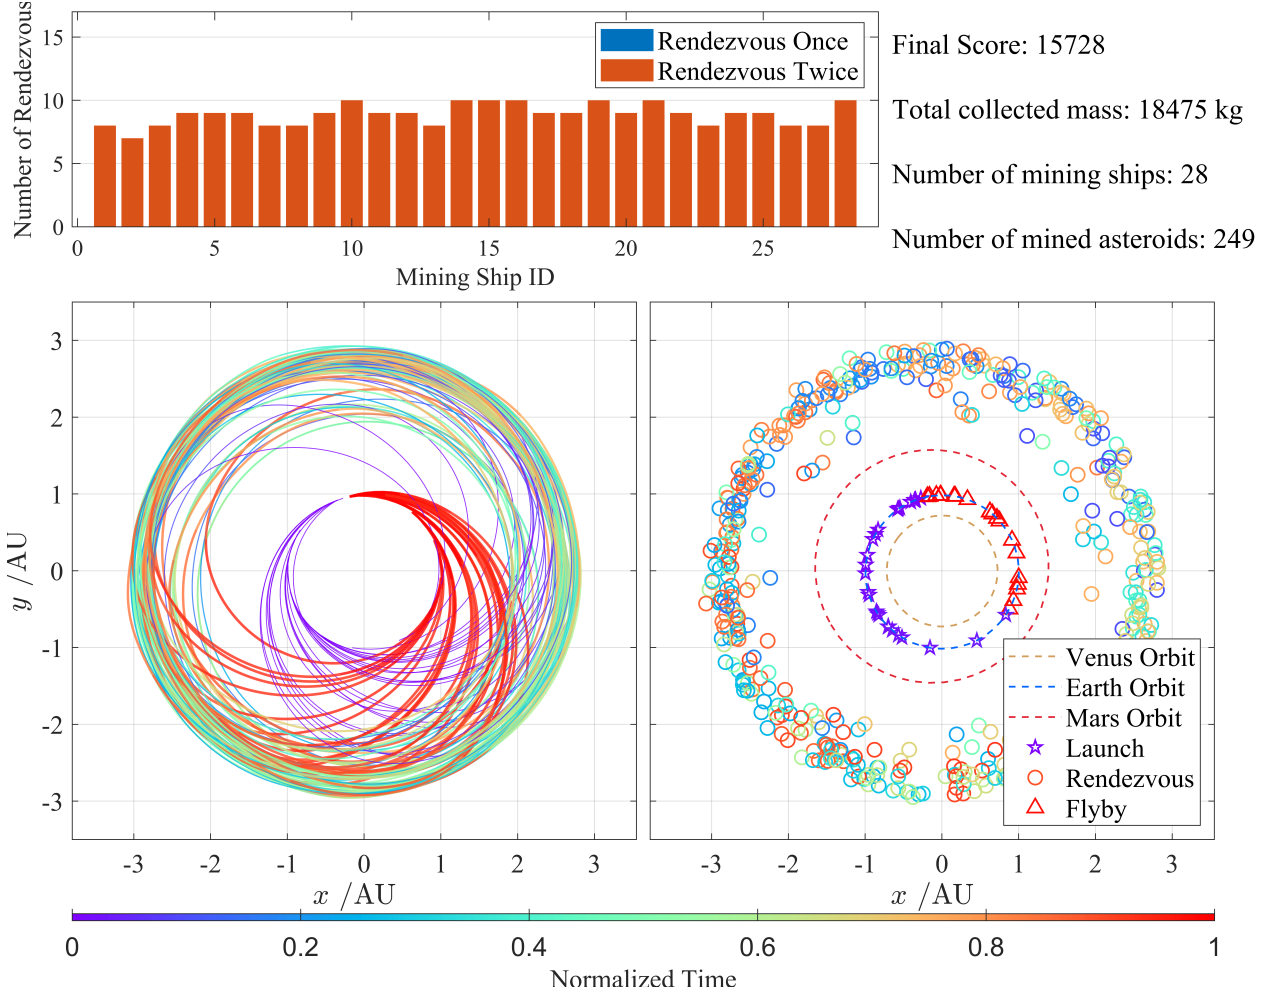 Number of Rendezvous
15
10
5
0
0 5 10 15 20 25
Mining Ship ID
Rendezvous Once
Rendezvous Twice
Final Score: 15728
Total collected mass: 18475 kg
Number of mining ships: 28
Number of mined asteroids: 249
y /AU
3
2
1
0
-1
-2
-3
-3 -2 -1 0 1 2 3
x /AU
Venus Orbit
Earth Orbit
Mars Orbit
Launch
Rendezvous
Flyby
-3 -2 -1 0 1 2 3
x /AU
0 0.2 0.4 0.6 0.8 1
Normalized Time